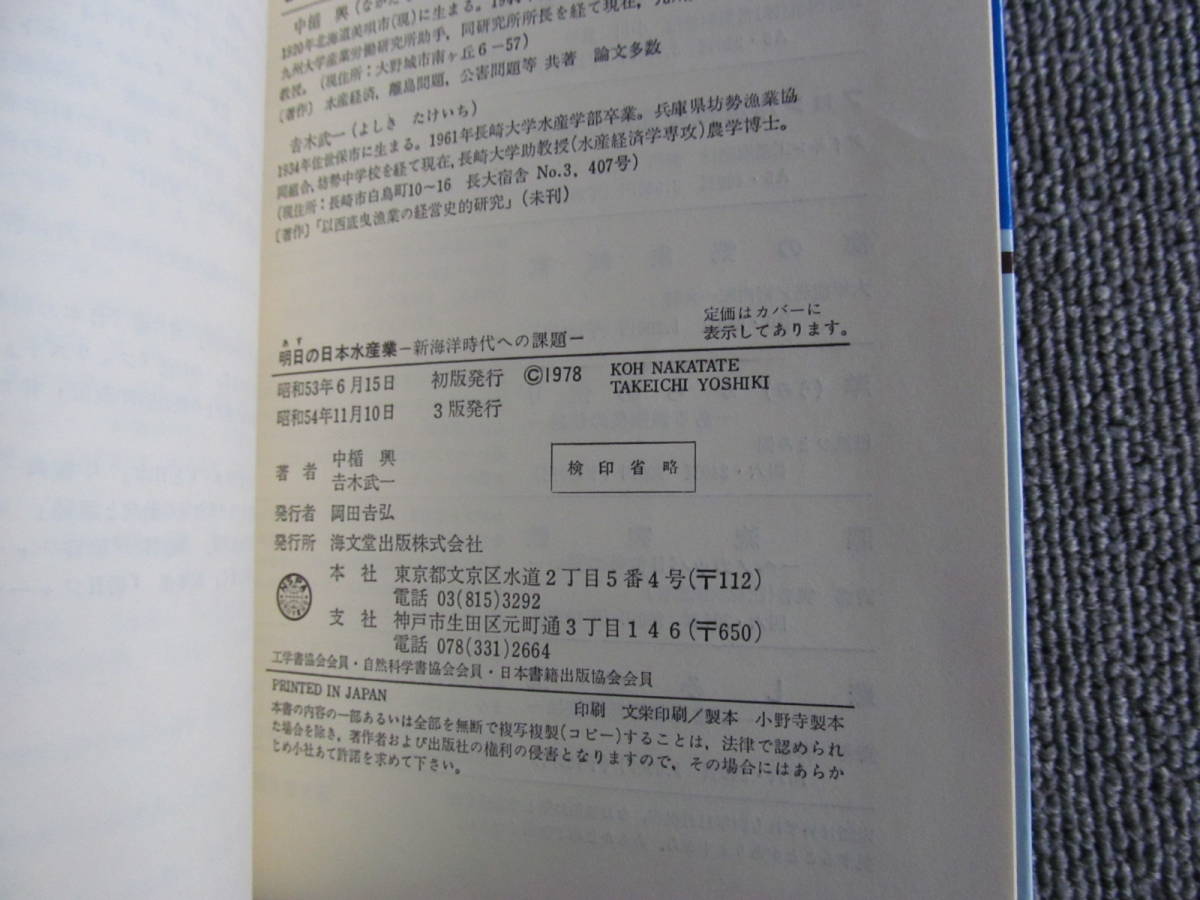 中楯 興
1920年北海道美唄市(現)に生まる。
九州大学産業労働研究所助手,同研究所所長を経て現在,
教授。(現住所:大野城市南ヶ丘6-57)
〔著作〕水産経済,離島問題,公害問題等 共著 論文多数
𠮷木武一(よしき たけいち)
1934年佐世保市に生まる。1961年長崎大学水産学部卒業。兵庫県坊勢漁業協
同組合,坊勢中学校を経て現在,長崎大学助教授(水産経済学専攻)農学博士。
(現住所:長崎市白鳥町10~16 長大宿舎 No.3, 407号)
〔著作〕「以西底曳漁業の経営史的研究」(未刊)
定価はカバーに
表示してあります。
あす
明日の日本水産業-新海洋時代への課題-
昭和53年6月15日 初版発行 ©1978 KOH NAKATATE
TAKEICHI YOSHIKI
昭和54年11月10日 3版発行
著者 中楯 興
𠮷木武一
検印省略
発行者 岡田𠮷弘
発行所 海文堂出版株式会社
本社 東京都文京区水道2丁目5番4号(〒112)
電話 03(815)3292
支社 神戸市生田区元町通3丁目146(〒650)
電話 078(331)2664
工学書協会会員・自然科学書協会会員・日本書籍出版協会会員
PRINTED IN JAPAN 印刷 文栄印刷/製本 小野寺製本
本書の内容の一部あるいは全部を無断で複写複製(コピー)することは,法律で認められ
た場合を除き,著作者および出版社の権利の侵害となりますので,その場合にはあらか
じめ小社あて許諾を求めて下さい。